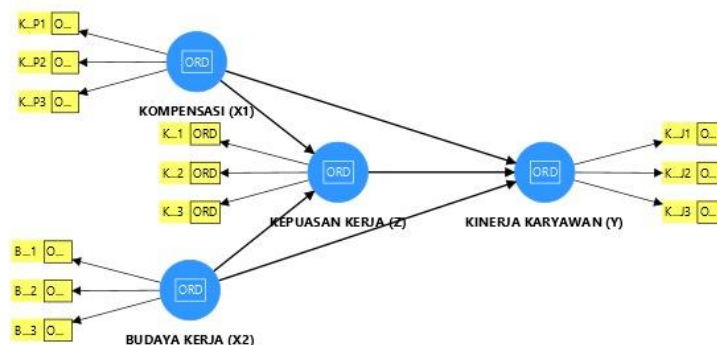 K...P1 O...
K...P2 O...
K...P3 O...
ORD
KOMPENSASI (X1)
K...1 ORD
K...2 ORD
K...3 ORD
ORD
KEPUASAN KERJA (Z)
ORD
KINERJA KARYAWAN (Y)
K...J1 O...
K...J2 O...
K...J3 O...
B...1 O...
B...2 O...
B...3 O...
ORD
BUDAYA KERJA (X2)